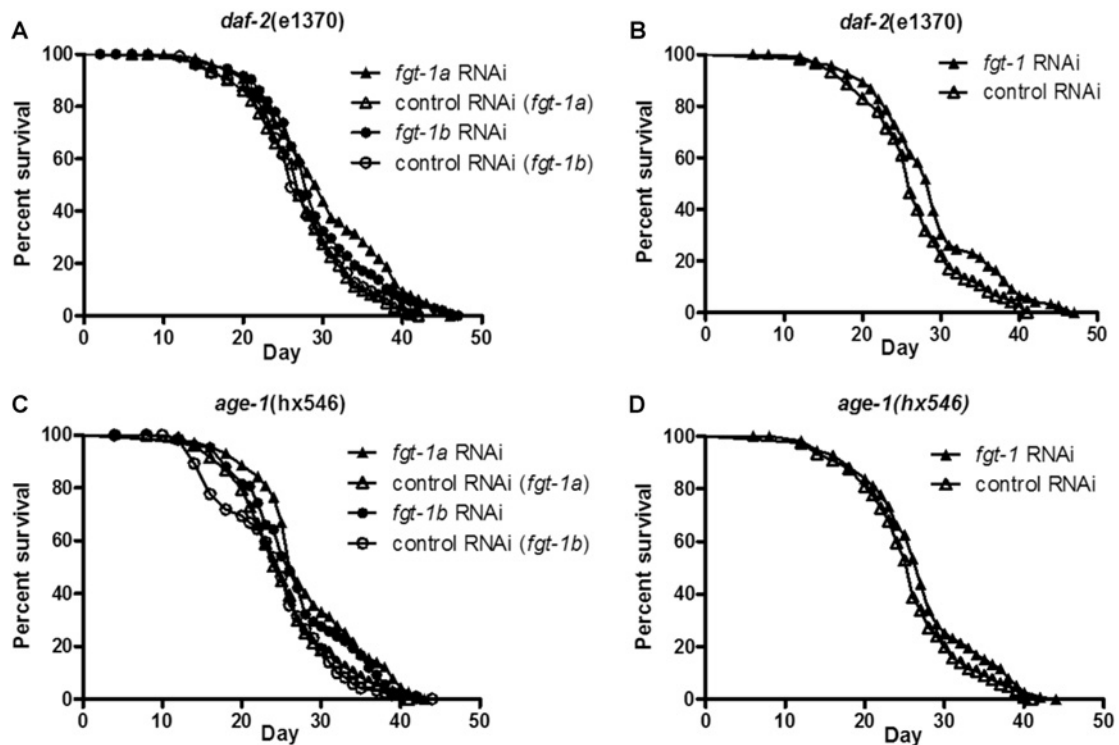 A
daf-2(e1370)
Percent survival
100
80
60
40
20
0
0 10 20 30 40 50
Day
fgt-1a RNAi
control RNAi (fgt-1a)
fgt-1b RNAi
control RNAi (fgt-1b)
B
daf-2(e1370)
Percent survival
100
80
60
40
20
0
0 10 20 30 40 50
Day
fgt-1 RNAi
control RNAi
C
age-1(hx546)
Percent survival
100
80
60
40
20
0
0 10 20 30 40 50
Day
fgt-1a RNAi
control RNAi (fgt-1a)
fgt-1b RNAi
control RNAi (fgt-1b)
D
age-1(hx546)
Percent survival
100
80
60
40
20
0
0 10 20 30 40 50
Day
fgt-1 RNAi
control RNAi